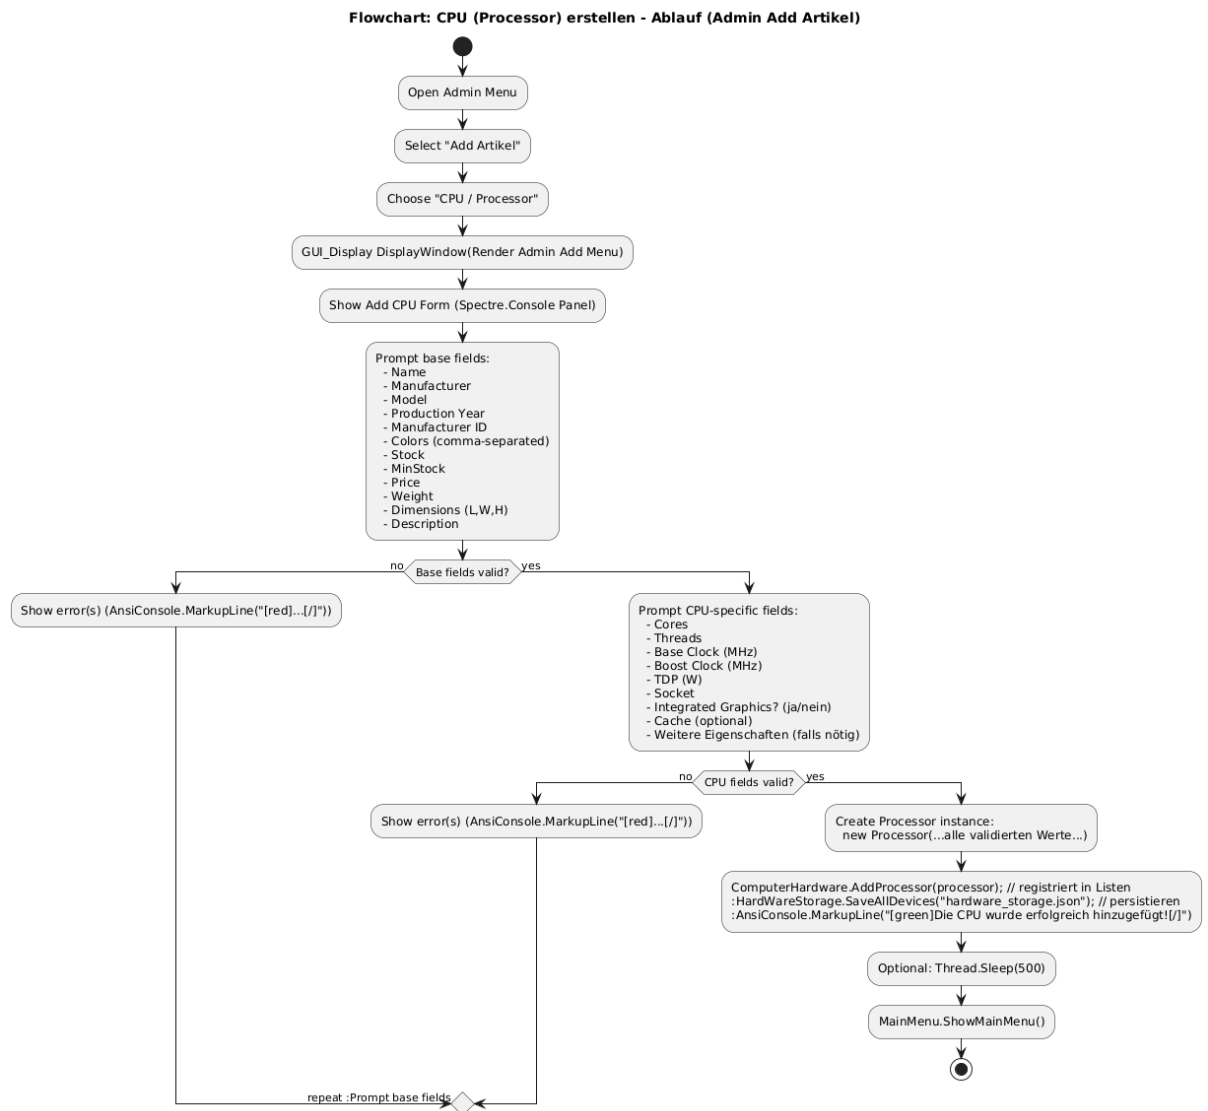 Flowchart: CPU (Processor) erstellen - Ablauf (Admin Add Artikel)
Open Admin Menu
Select "Add Artikel"
Choose "CPU / Processor"
GUI_Display DisplayWindow(Render Admin Add Menu)
Show Add CPU Form (Spectre.Console Panel)
Prompt base fields:
- Name
- Manufacturer
- Model
- Production Year
- Manufacturer ID
- Colors (comma-separated)
- Stock
- MinStock
- Price
- Weight
- Dimensions (L,W,H)
- Description
no
Base fields valid?
yes
Show error(s) (AnsiConsole.MarkupLine("[red]...[/]"))
Prompt CPU-specific fields:
- Cores
- Threads
- Base Clock (MHz)
- Boost Clock (MHz)
- TDP (W)
- Socket
- Integrated Graphics? (ja/nein)
- Cache (optional)
- Weitere Eigenschaften (falls nötig)
no
CPU fields valid?
yes
Show error(s) (AnsiConsole.MarkupLine("[red]...[/]"))
Create Processor instance:
new Processor(...alle validierten Werte...)
ComputerHardware.AddProcessor(processor); // registriert in Listen
:HardWareStorage.SaveAllDevices("hardware_storage.json"); // persistieren
:AnsiConsole.MarkupLine("[green]Die CPU wurde erfolgreich hinzugefügt![/]")
Optional: Thread.Sleep(500)
MainMenu.ShowMainMenu()
repeat :Prompt base fields